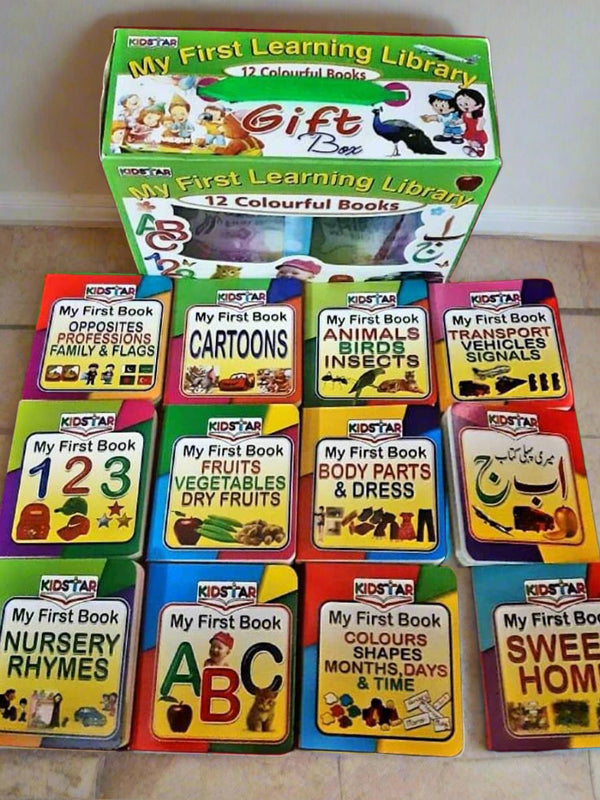 KIDSTAR
My First Learning Library
12 Colourful Books
Gift
Box
KIDSTAR
My First Learning Library
12 Colourful Books
ABC
123
ا ب
ج
KIDSTAR
My First Book
OPPOSITES
PROFESSIONS
FAMILY & FLAGS
KIDSTAR
My First Book
CARTOONS
KIDSTAR
My First Book
ANIMALS
BIRDS
INSECTS
KIDSTAR
My First Book
TRANSPORT
VEHICLES
SIGNALS
KIDSTAR
My First Book
123
KIDSTAR
My First Book
FRUITS
VEGETABLES
DRY FRUITS
KIDSTAR
My First Book
BODY PARTS
& DRESS
KIDSTAR
میری پہلی کتاب
ا ب ج
KIDSTAR
My First Book
NURSERY
RHYMES
KIDSTAR
My First Book
ABC
KIDSTAR
My First Book
COLOURS
SHAPES
MONTHS, DAYS
& TIME
KIDSTAR
My First Boo
SWEE
HOM